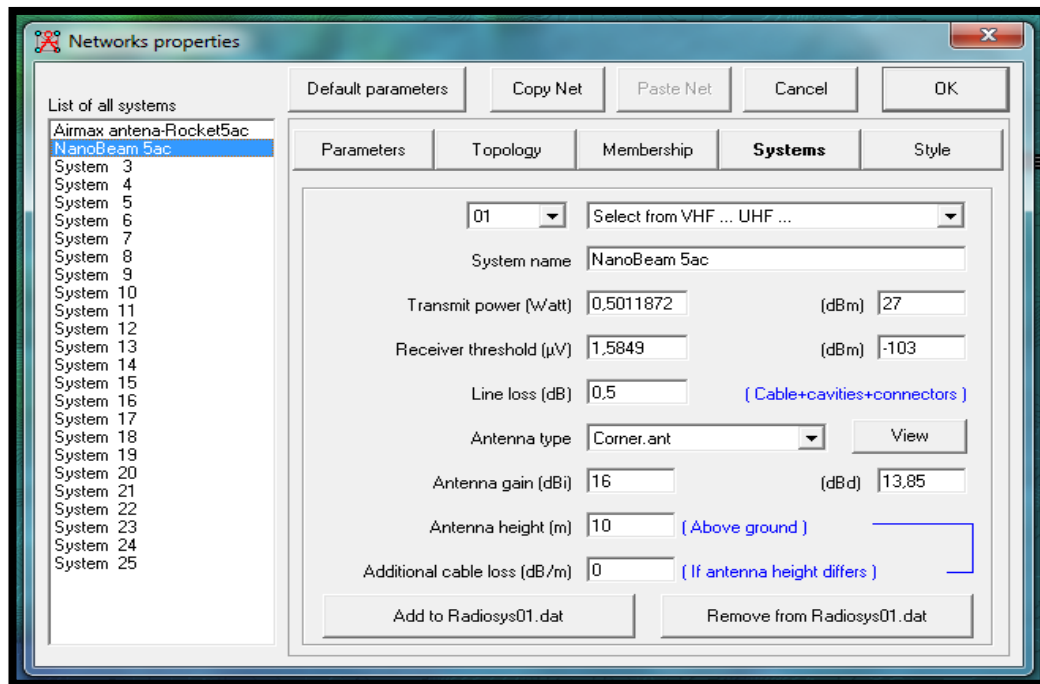 Networks properties
x
Default parameters Copy Net Paste Net Cancel OK
List of all systems
Airmax antena-Rocket5ac
NanoBeam 5ac
System 3
System 4
System 5
System 6
System 7
System 8
System 9
System 10
System 11
System 12
System 13
System 14
System 15
System 16
System 17
System 18
System 19
System 20
System 21
System 22
System 23
System 24
System 25
Parameters Topology Membership Systems Style
01 Select from VHF ... UHF ...
System name NanoBeam 5ac
Transmit power (Watt) 0,5011872 (dBm) 27
Receiver threshold (µV) 1,5849 (dBm) -103
Line loss (dB) 0,5 ( Cable+cavities+connectors )
Antenna type Corner.ant View
Antenna gain (dBi) 16 (dBd) 13,85
Antenna height (m) 10 ( Above ground )
Additional cable loss (dB/m) 0 ( If antenna height differs )
Add to Radiosys01.dat Remove from Radiosys01.dat